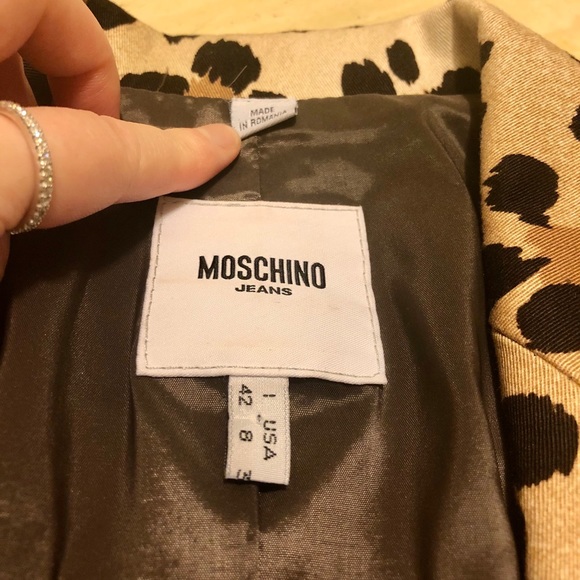 MADE
IN ROMANIA
MOSCHINO
JEANS
I USA
42 8